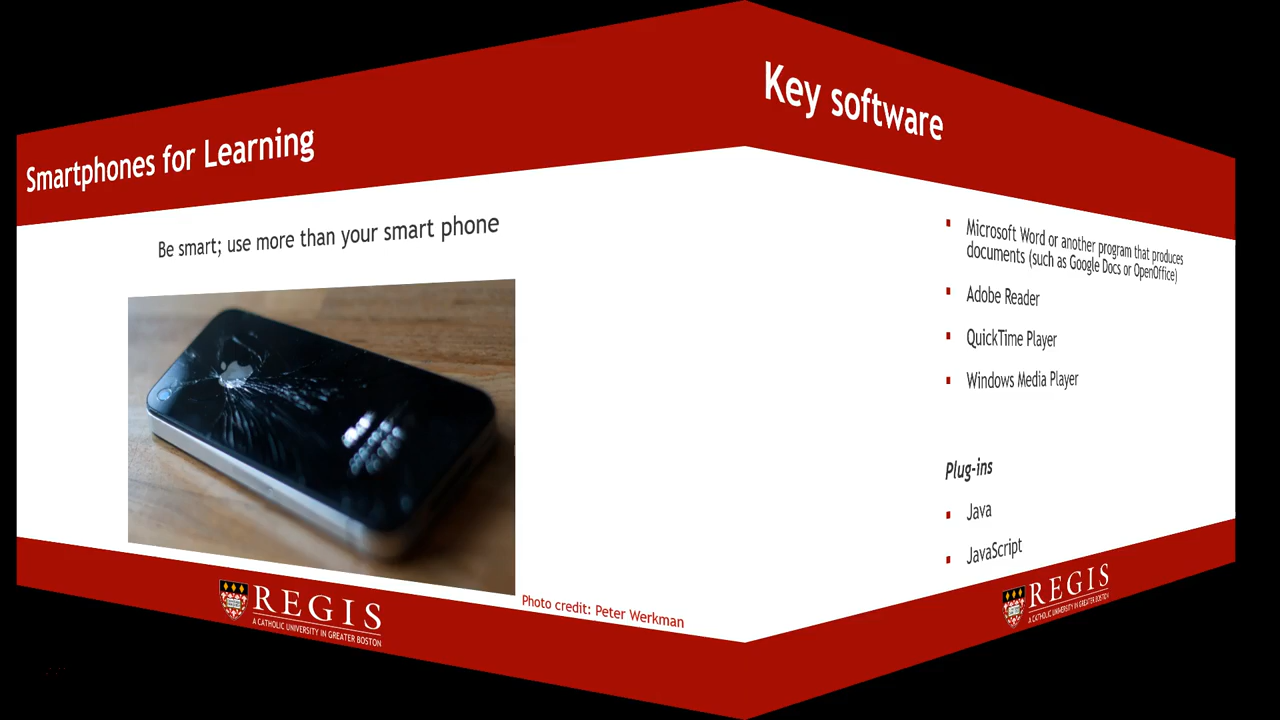 Smartphones for Learning
Be smart; use more than your smart phone
REGIS
A CATHOLIC UNIVERSITY IN GREATER BOSTON
Photo credit: Peter Werkman
Key software
Microsoft Word or another program that produces
documents (such as Google Docs or OpenOffice)
Adobe Reader
QuickTime Player
Windows Media Player
Plug-ins
Java
JavaScript
REGIS
A CATHOLIC UNIVERSITY IN GREATER BOSTON